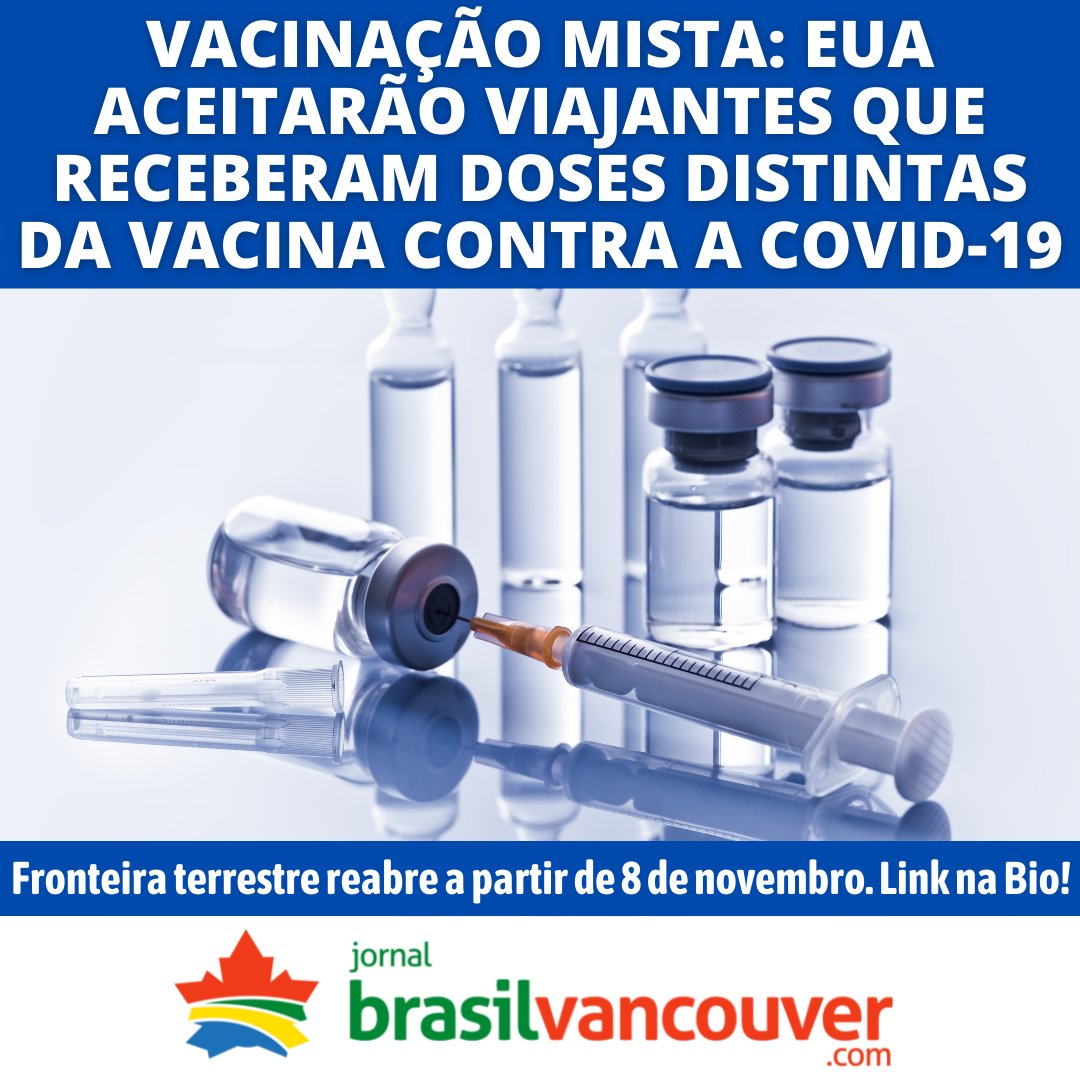 VACINAÇÃO MISTA: EUA
ACEITARÃO VIAJANTES QUE
RECEBERAM DOSES DISTINTAS
DA VACINA CONTRA A COVID-19
Fronteira terrestre reabre a partir de 8 de novembro. Link na Bio!
jornal
brasilvancouver
.com